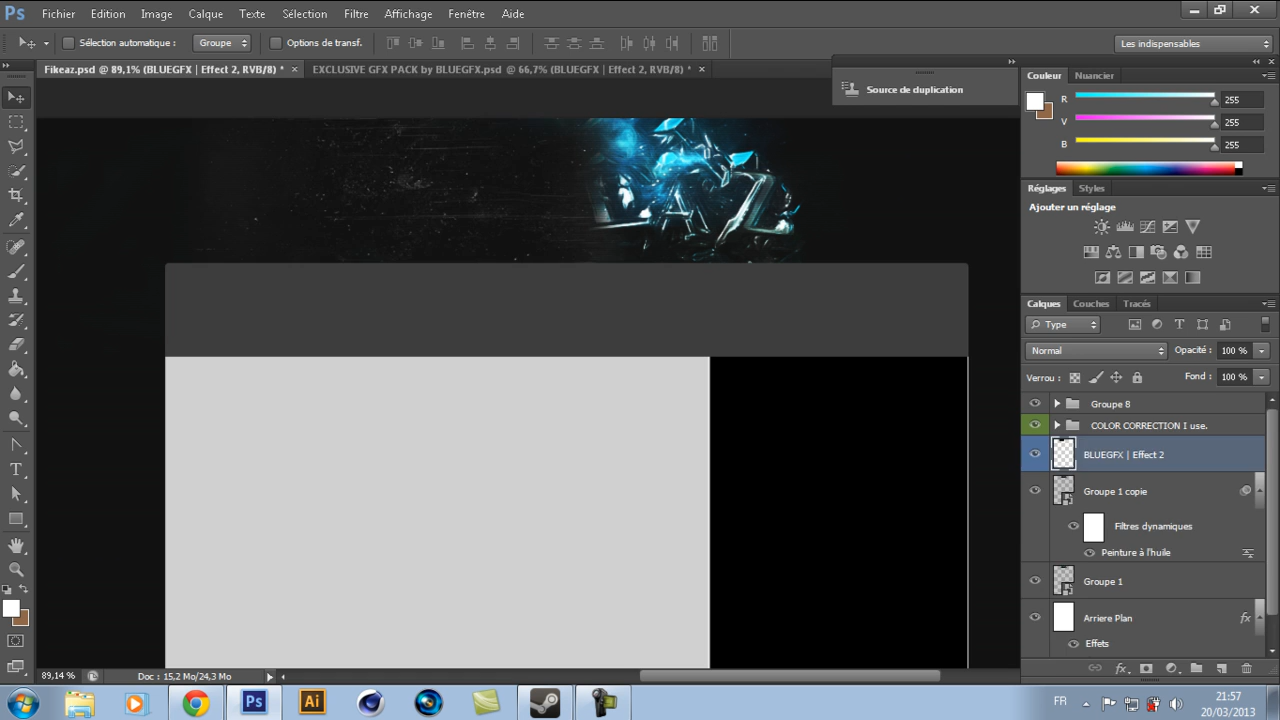 Ps Fichier Edition Image Calque Texte Sélection Filtre Affichage Fenêtre Aide
Sélection automatique : Groupe Options de transf. Les indispensables
Fikeaz.psd @ 89,1% (BLUEGFX | Effect 2, RVB/8) * × EXCLUSIVE GFX PACK by BLUEGFX.psd @ 66,7% (BLUEGFX | Effect 2, RVB/8) * ×
Source de duplication
Couleur Nuancier
R 255
V 255
B 255
Réglages Styles
Ajouter un réglage
Calques Couches Tracés
Type
Normal Opacité : 100 %
Verrou : Fond : 100 %
Groupe 8
COLOR CORRECTION I use.
BLUEGFX | Effect 2
Groupe 1 copie
Filtres dynamiques
Peinture à l'huile
Groupe 1
Arriere Plan fx
Effets
89,14 % Doc : 15,2 Mo/24,3 Mo
Ps Ai FR 21:57
20/03/2013